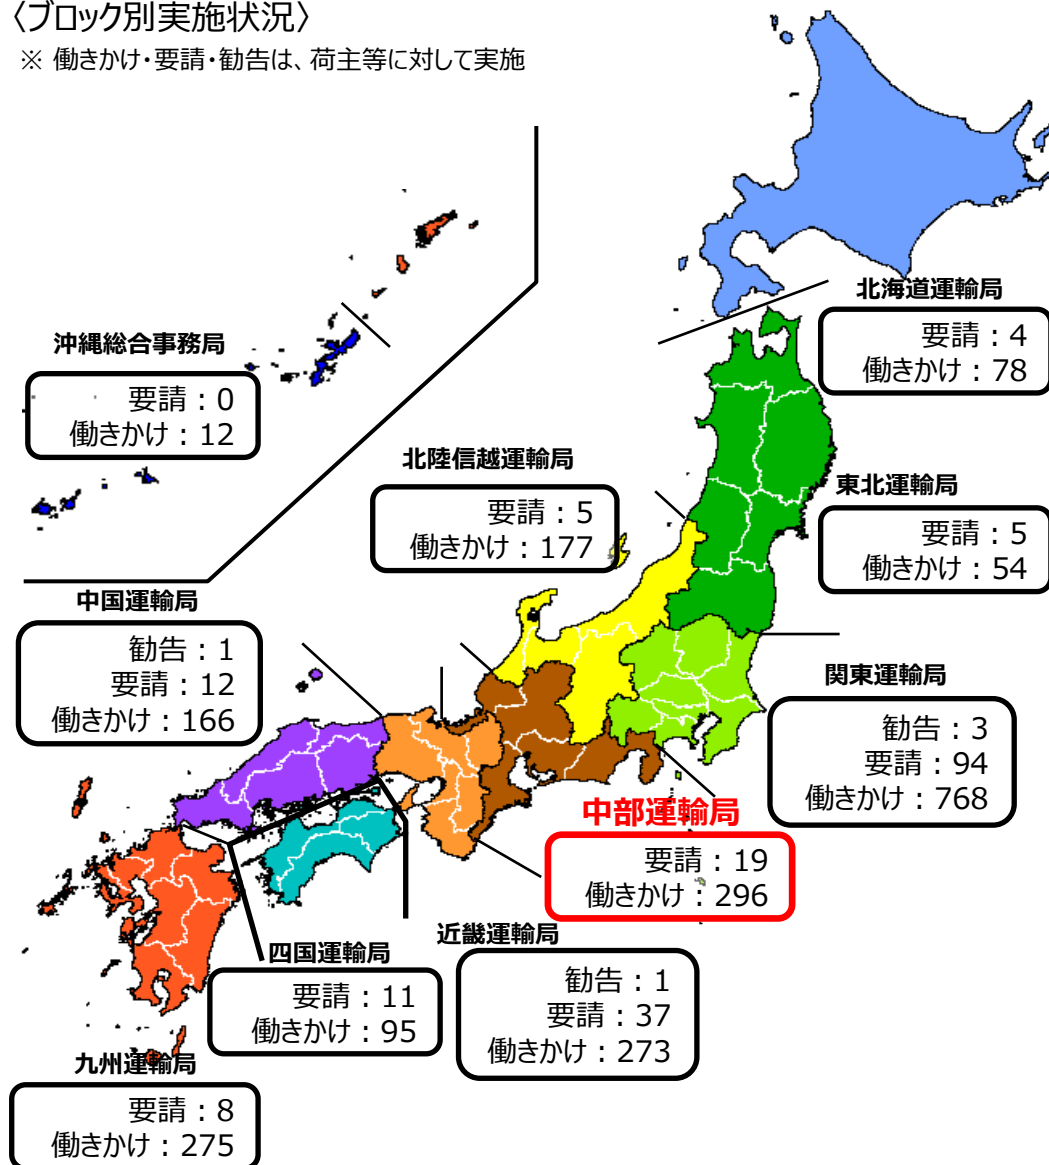 〈ブロック別実施状況〉
※ 働きかけ・要請・勧告は、荷主等に対して実施
北海道運輸局
要請：4
働きかけ：78
沖縄総合事務局
要請：0
働きかけ：12
北陸信越運輸局
要請：5
働きかけ：177
東北運輸局
要請：5
働きかけ：54
中国運輸局
勧告：1
要請：12
働きかけ：166
関東運輸局
勧告：3
要請：94
働きかけ：768
中部運輸局
要請：19
働きかけ：296
近畿運輸局
勧告：1
要請：37
働きかけ：273
四国運輸局
要請：11
働きかけ：95
九州運輸局
要請：8
働きかけ：275